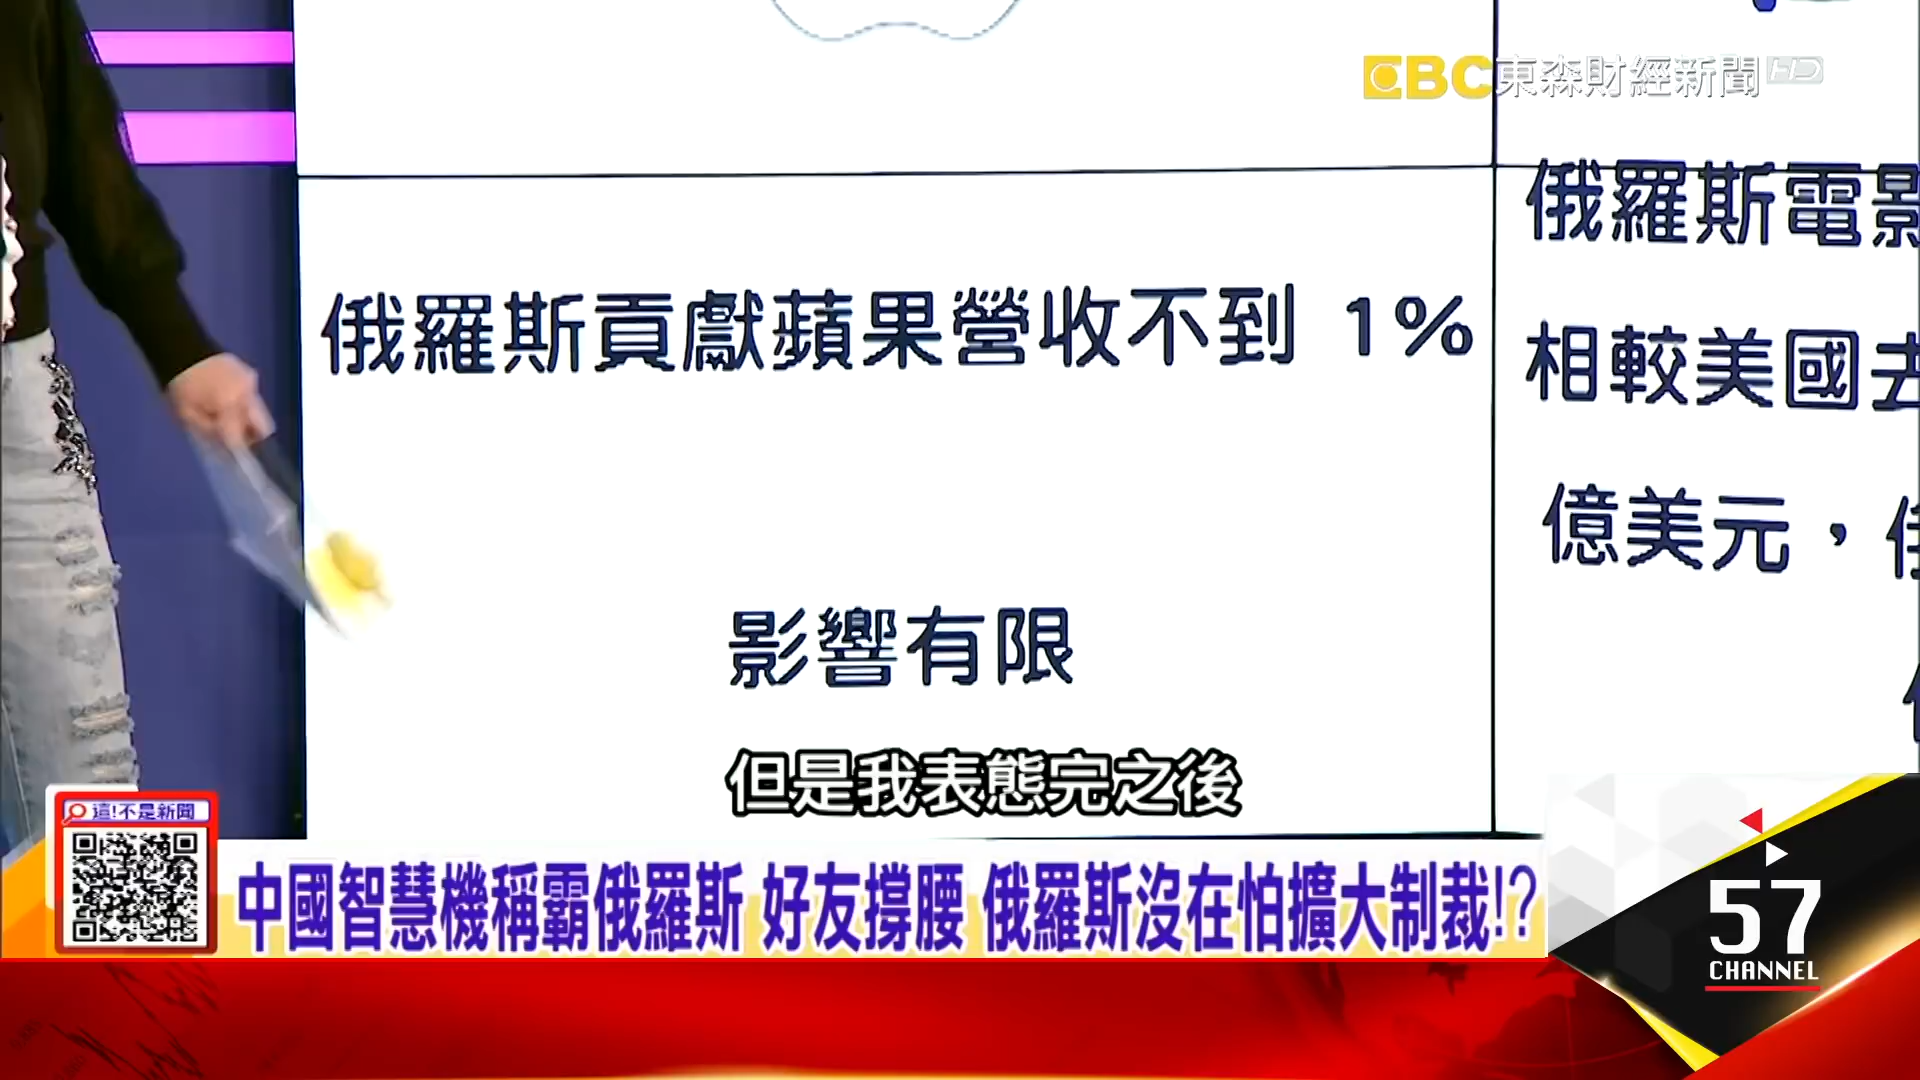 EBC東森財經新聞HD
俄羅斯貢獻蘋果營收不到 1%
影響有限
俄羅斯電影
相較美國去
億美元，
但是我表態完之後
這!不是新聞
中國智慧機稱霸俄羅斯 好友撐腰 俄羅斯沒在怕擴大制裁!?
57
CHANNEL